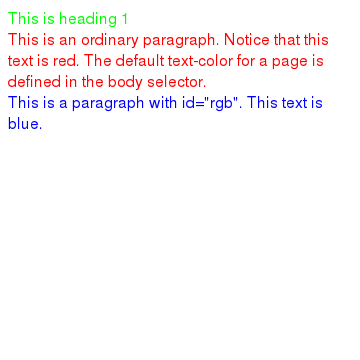 This is heading 1
This is an ordinary paragraph. Notice that this
text is red. The default text-color for a page is
defined in the body selector.
This is a paragraph with id="rgb". This text is
blue.